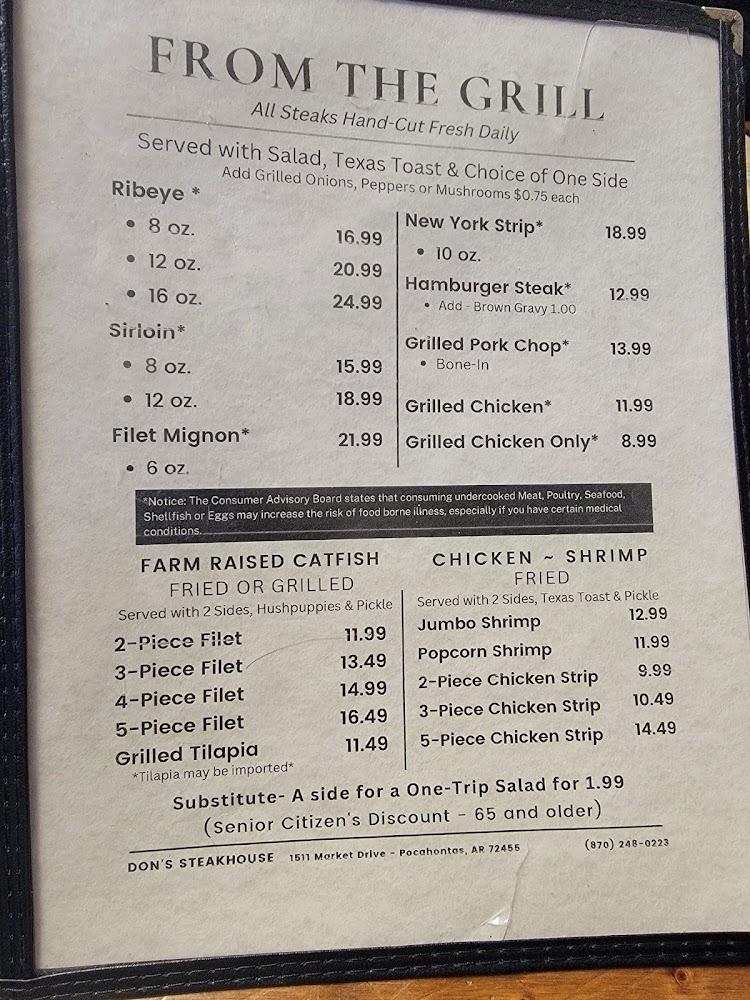 FROM THE GRILL
All Steaks Hand-Cut Fresh Daily
Served with Salad, Texas Toast & Choice of One Side
Add Grilled Onions, Peppers or Mushrooms $0.75 each
Ribeye *
• 8 oz. 16.99
• 12 oz. 20.99
• 16 oz. 24.99
Sirloin*
• 8 oz. 15.99
• 12 oz. 18.99
Filet Mignon* 21.99
• 6 oz.
New York Strip* 18.99
• 10 oz.
Hamburger Steak* 12.99
• Add - Brown Gravy 1.00
Grilled Pork Chop* 13.99
• Bone-In
Grilled Chicken* 11.99
Grilled Chicken Only* 8.99
*Notice: The Consumer Advisory Board states that consuming undercooked Meat, Poultry, Seafood,
Shellfish or Eggs may increase the risk of food borne illness, especially if you have certain medical
conditions.
FARM RAISED CATFISH
FRIED OR GRILLED
Served with 2 Sides, Hushpuppies & Pickle
2-Piece Filet 11.99
3-Piece Filet 13.49
4-Piece Filet 14.99
5-Piece Filet 16.49
Grilled Tilapia 11.49
*Tilapia may be imported*
CHICKEN ~ SHRIMP
FRIED
Served with 2 Sides, Texas Toast & Pickle
Jumbo Shrimp 12.99
Popcorn Shrimp 11.99
2-Piece Chicken Strip 9.99
3-Piece Chicken Strip 10.49
5-Piece Chicken Strip 14.49
Substitute- A side for a One-Trip Salad for 1.99
(Senior Citizen's Discount - 65 and older)
DON'S STEAKHOUSE 1511 Market Drive - Pocahontas, AR 72455 (870) 248-0223